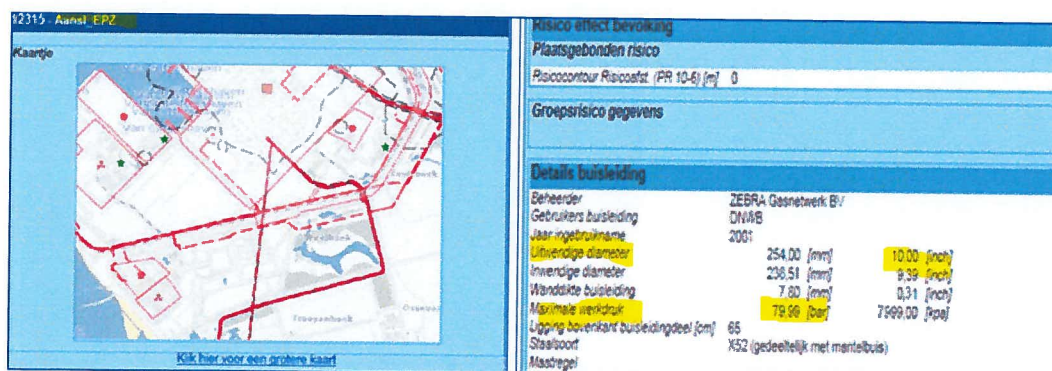 12315 - Aansl_EPZ
Kaartje
Klik hier voor een grotere kaart
Risico effect bevolking
Plaatsgebonden risico
Risicocontour Risicoafst. (PR 10-6) [m] 0
Groepsrisico gegevens
Details buisleiding
Beheerder ZEBRA Gasnetwerk BV
Gebruikers buisleiding DNWB
Jaar ingebruikname 2001
Uitwendige diameter 254,00 [mm] 10,00 [inch]
Inwendige diameter 238,51 [mm] 9,39 [inch]
Wanddikte buisleiding 7,80 [mm] 0,31 [inch]
Maximale werkdruk 79,99 [bar] 7999,00 [kpa]
Ligging bovenkant buisleidingdeel [cm] 65
Staalsoort X52 (gedeeltelijk met mantelbuis)
Maatregel